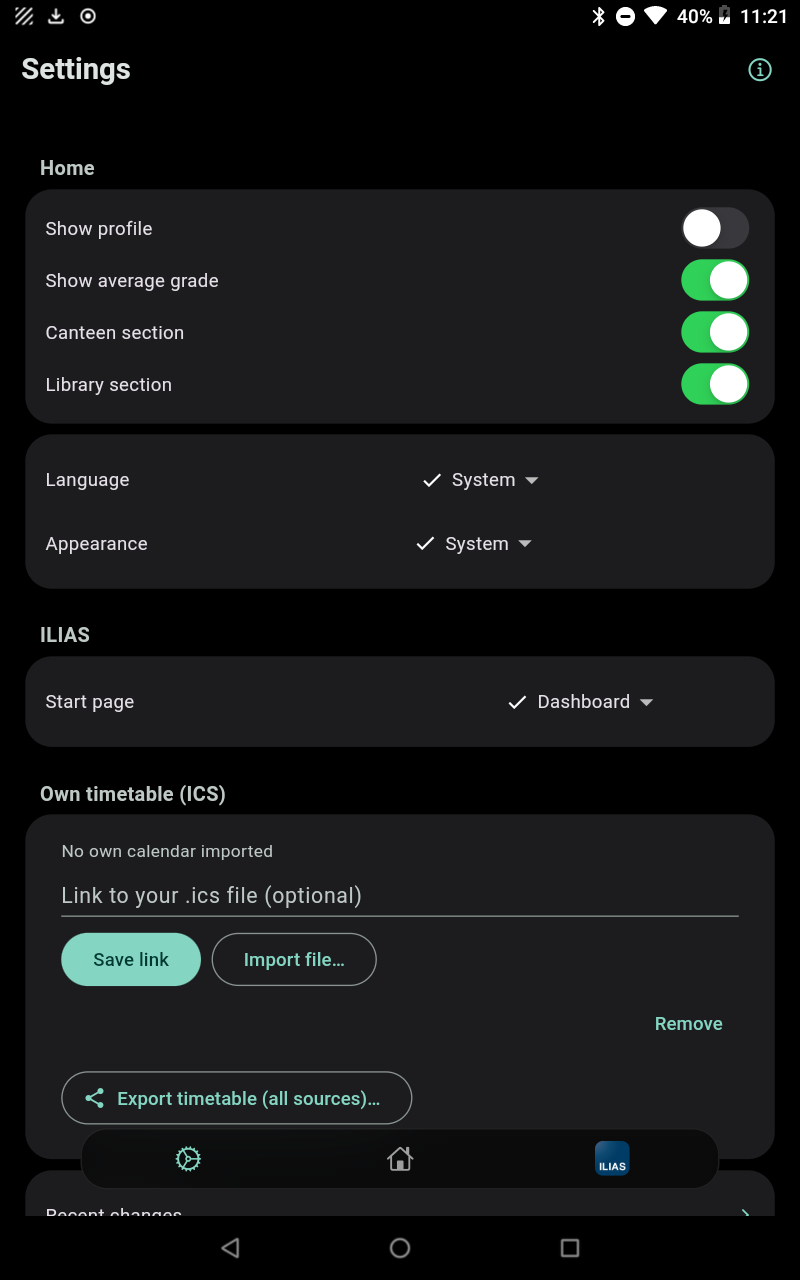 40% 11:21
Settings
Home
Show profile
Show average grade
Canteen section
Library section
Language System
Appearance System
ILIAS
Start page Dashboard
Own timetable (ICS)
No own calendar imported
Link to your .ics file (optional)
Save link Import file…
Remove
Export timetable (all sources)…
ILIAS
Recent changes